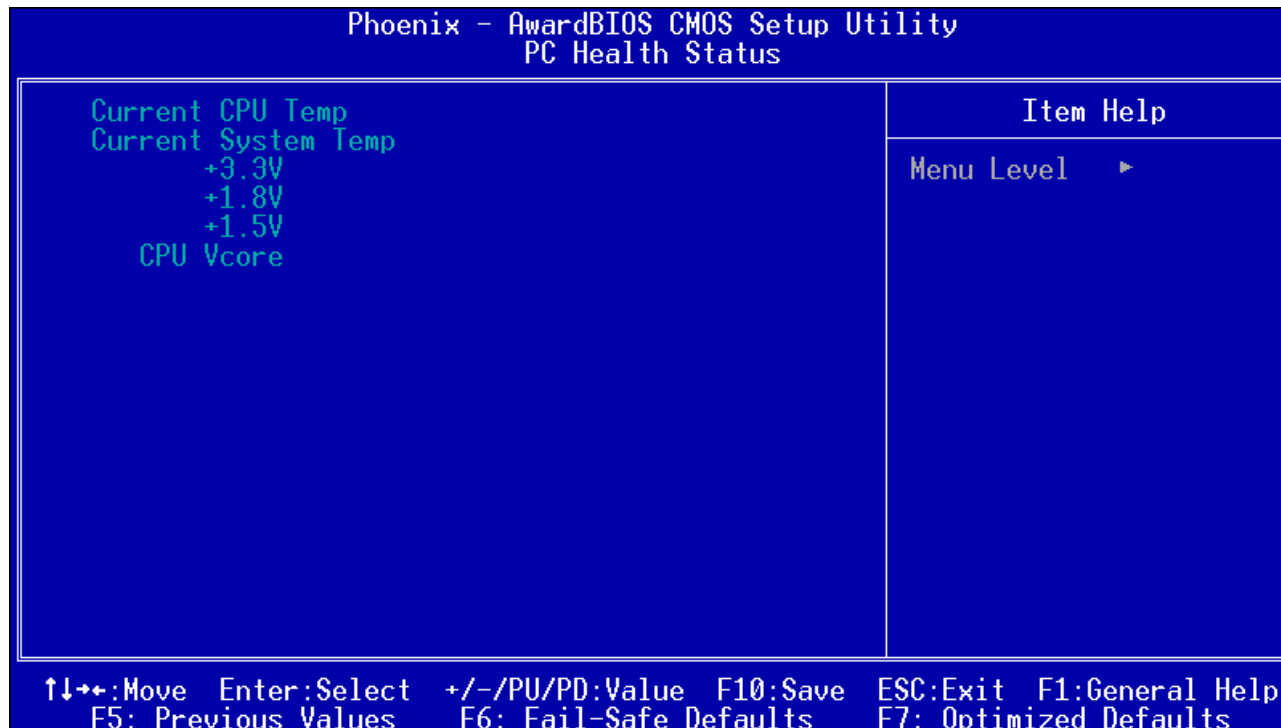 Phoenix - AwardBIOS CMOS Setup Utility
PC Health Status
Current CPU Temp
Current System Temp
+3.3V
+1.8V
+1.5V
CPU Vcore
Item Help
Menu Level ►
↑↓→←:Move Enter:Select +/-/PU/PD:Value F10:Save ESC:Exit F1:General Help
F5: Previous Values F6: Fail-Safe Defaults F7: Optimized Defaults